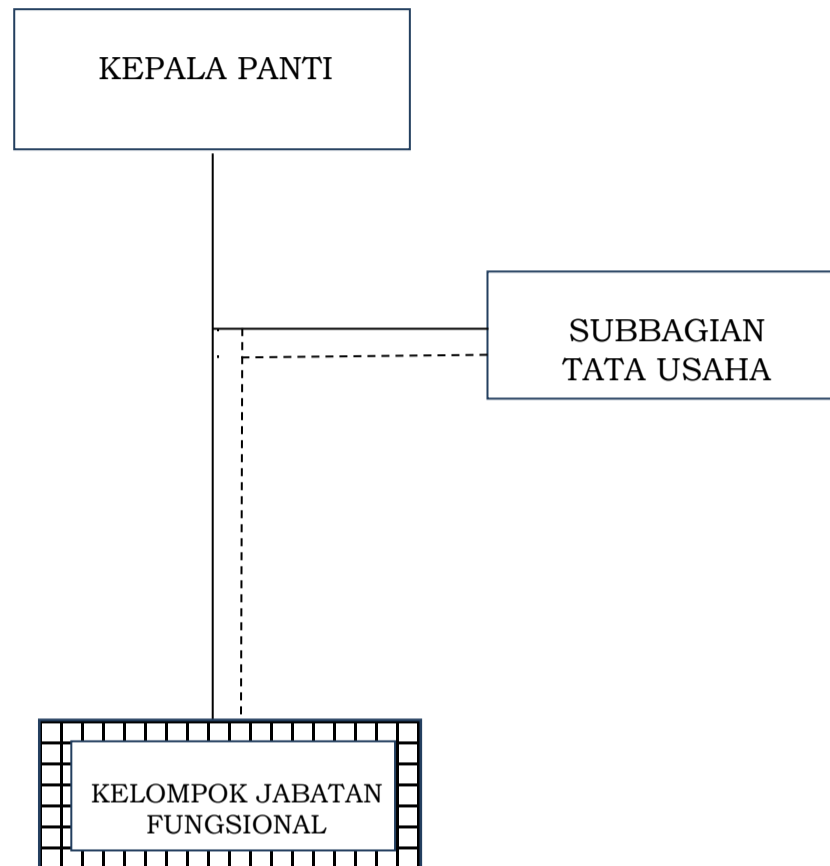 KEPALA PANTI
SUBBAGIAN
TATA USAHA
KELOMPOK JABATAN
FUNGSIONAL